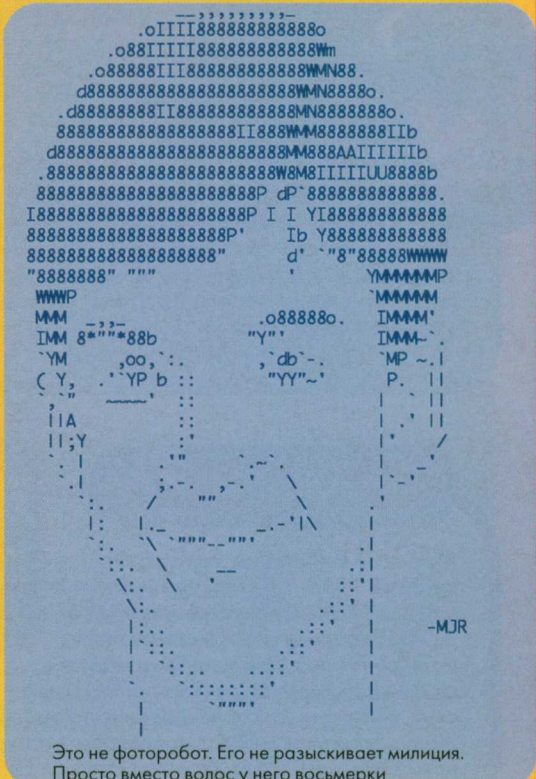 -MJR
Это не фоторобот. Его не разыскивает милиция.
Просто вместо волос у него восьмерки